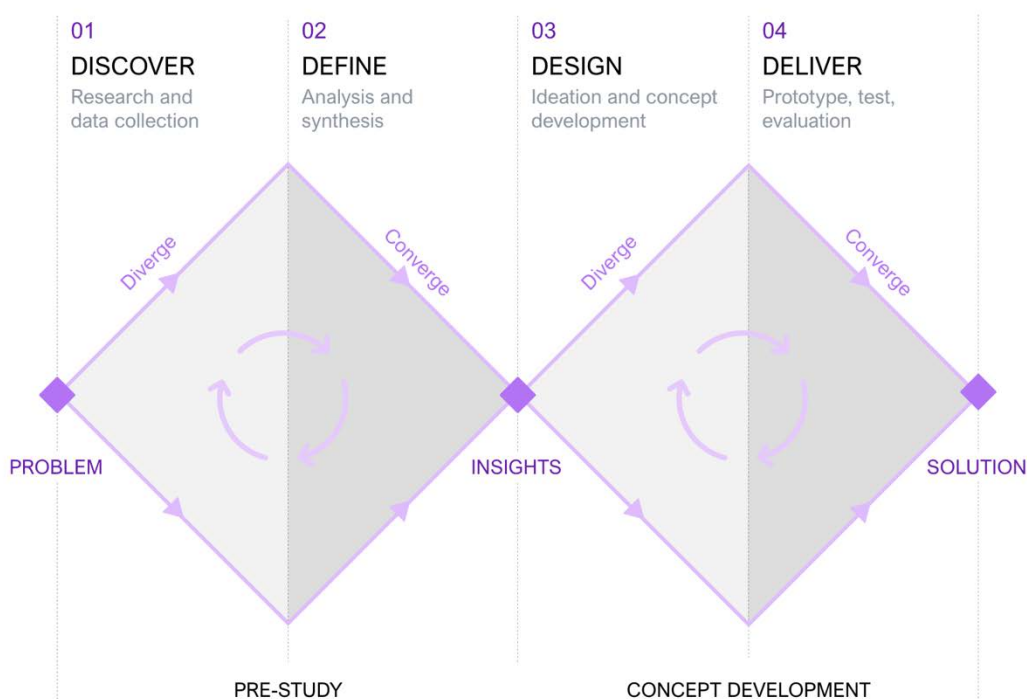 01
DISCOVER
Research and
data collection
02
DEFINE
Analysis and
synthesis
03
DESIGN
Ideation and concept
development
04
DELIVER
Prototype, test,
evaluation
Diverge
Converge
Diverge
Converge
PROBLEM
INSIGHTS
SOLUTION
PRE-STUDY
CONCEPT DEVELOPMENT